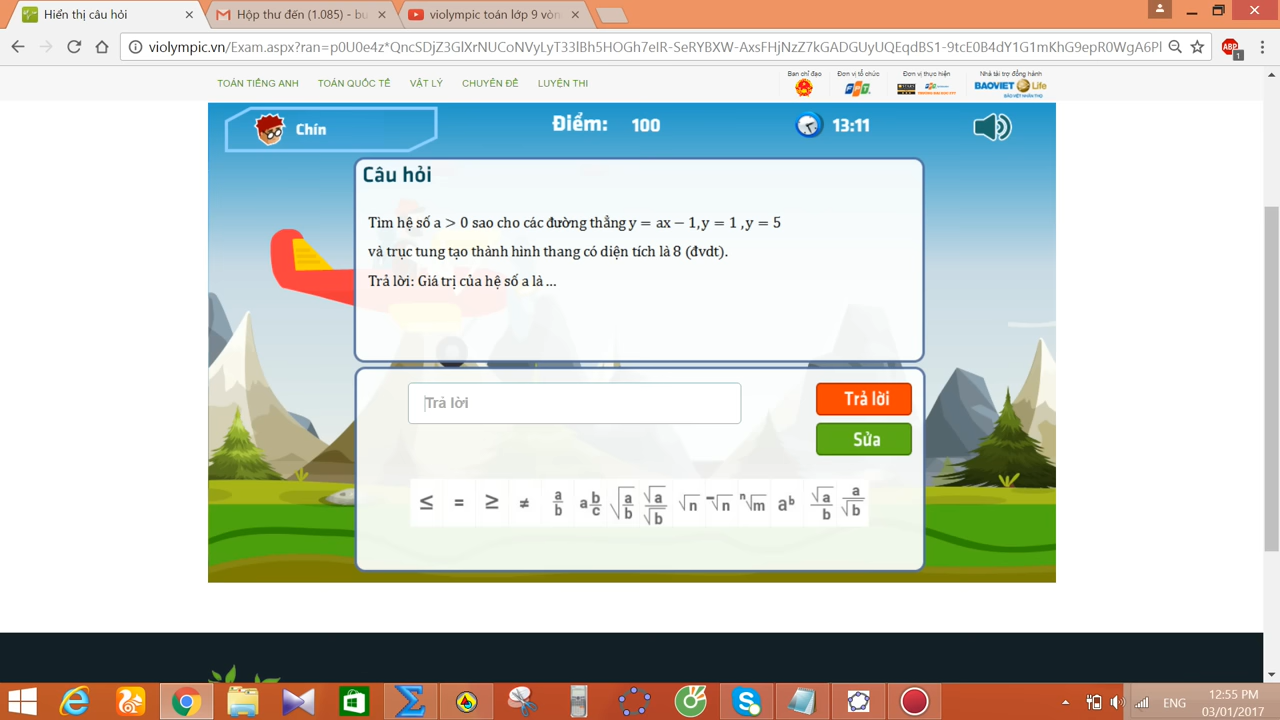 Hiển thị câu hỏi
Hộp thư đến (1.085) - bu
violympic toán lớp 9 vòn
violympic.vn/Exam.aspx?ran=p0U0e4z*QncSDJZ3GlXrNUCoNVyLyT33lBh5HOGh7eIR-SeRYBXW-AxsFHjNzZ7kGADGUyUQEqdBS1-9tcE0B4dY1G1mKhG9epR0WgA6Pl
ABP
1
TOÁN TIẾNG ANH TOÁN QUỐC TẾ VẬT LÝ CHUYÊN ĐỀ LUYỆN THI
Ban chỉ đạo Đơn vị tổ chức Đơn vị thực hiện Nhà tài trợ đồng hành
FPT
BAOVIET Life
Chín
Điểm: 100
13:11
Câu hỏi
Tìm hệ số a > 0 sao cho các đường thẳng y = ax − 1, y = 1 , y = 5
và trục tung tạo thành hình thang có diện tích là 8 (đvdt).
Trả lời: Giá trị của hệ số a là ...
Trả lời
Trả lời
Sửa
≤ = ≥ ≠ a/b a b/c √(a/b) √a/√b √n ⁻√n ⁿ√m aᵇ √a/b a/√b
ENG
12:55 PM
03/01/2017